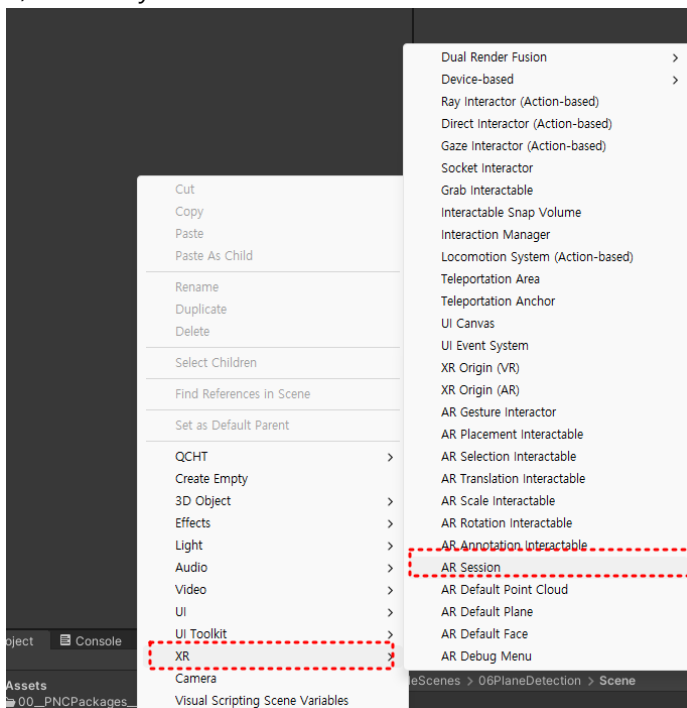 Dual Render Fusion
Device-based
Ray Interactor (Action-based)
Direct Interactor (Action-based)
Gaze Interactor (Action-based)
Socket Interactor
Grab Interactable
Interactable Snap Volume
Interaction Manager
Locomotion System (Action-based)
Teleportation Area
Teleportation Anchor
UI Canvas
UI Event System
XR Origin (VR)
XR Origin (AR)
AR Gesture Interactor
AR Placement Interactable
AR Selection Interactable
AR Translation Interactable
AR Scale Interactable
AR Rotation Interactable
AR Annotation Interactable
AR Session
AR Default Point Cloud
AR Default Plane
AR Default Face
AR Debug Menu
Cut
Copy
Paste
Paste As Child
Rename
Duplicate
Delete
Select Children
Find References in Scene
Set as Default Parent
QCHT
Create Empty
3D Object
Effects
Light
Audio
Video
UI
UI Toolkit
XR
Camera
Visual Scripting Scene Variables
oject Console
Assets
00__PNCPackages_
leScenes > 06PlaneDetection > Scene